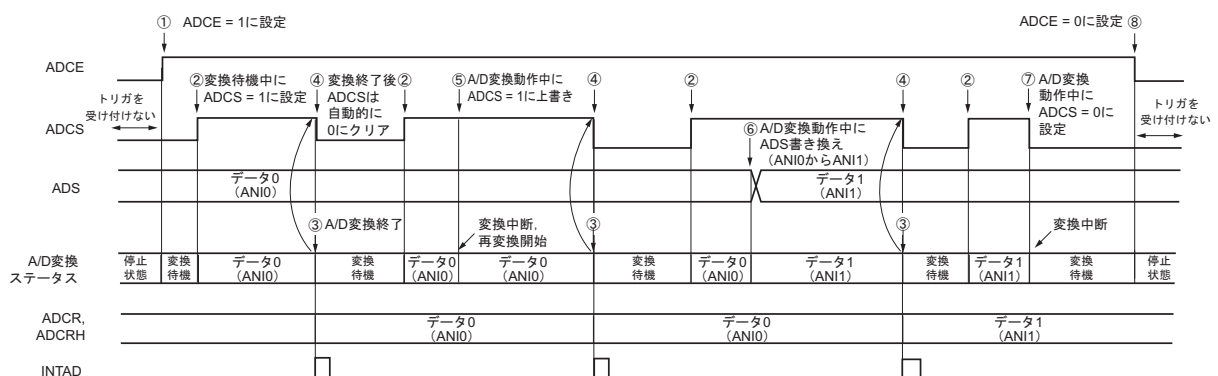 ① ADCE = 1に設定
ADCE = 0に設定 ⑧
ADCE
②変換待機中に
ADCS = 1に設定
④ 変換終了後
ADCSは
自動的に
0にクリア
②
⑤A/D変換動作中に
ADCS = 1に上書き
④
②
④
②
⑦ A/D変換
動作中に
ADCS = 0に
設定
トリガを
受け付けない
トリガを
受け付けない
ADCS
⑥A/D変換動作中に
ADS書き換え
(ANI0からANI1)
ADS
データ0
(ANI0)
データ1
(ANI1)
③A/D変換終了
変換中断,
再変換開始
③
③
変換中断
A/D変換
ステータス
停止
状態
変換
待機
データ0
(ANI0)
変換
待機
データ0
(ANI0)
データ0
(ANI0)
変換
待機
データ0
(ANI0)
データ1
(ANI1)
変換
待機
データ1
(ANI1)
変換
待機
停止
状態
ADCR,
ADCRH
データ0
(ANI0)
データ0
(ANI0)
データ1
(ANI1)
INTAD